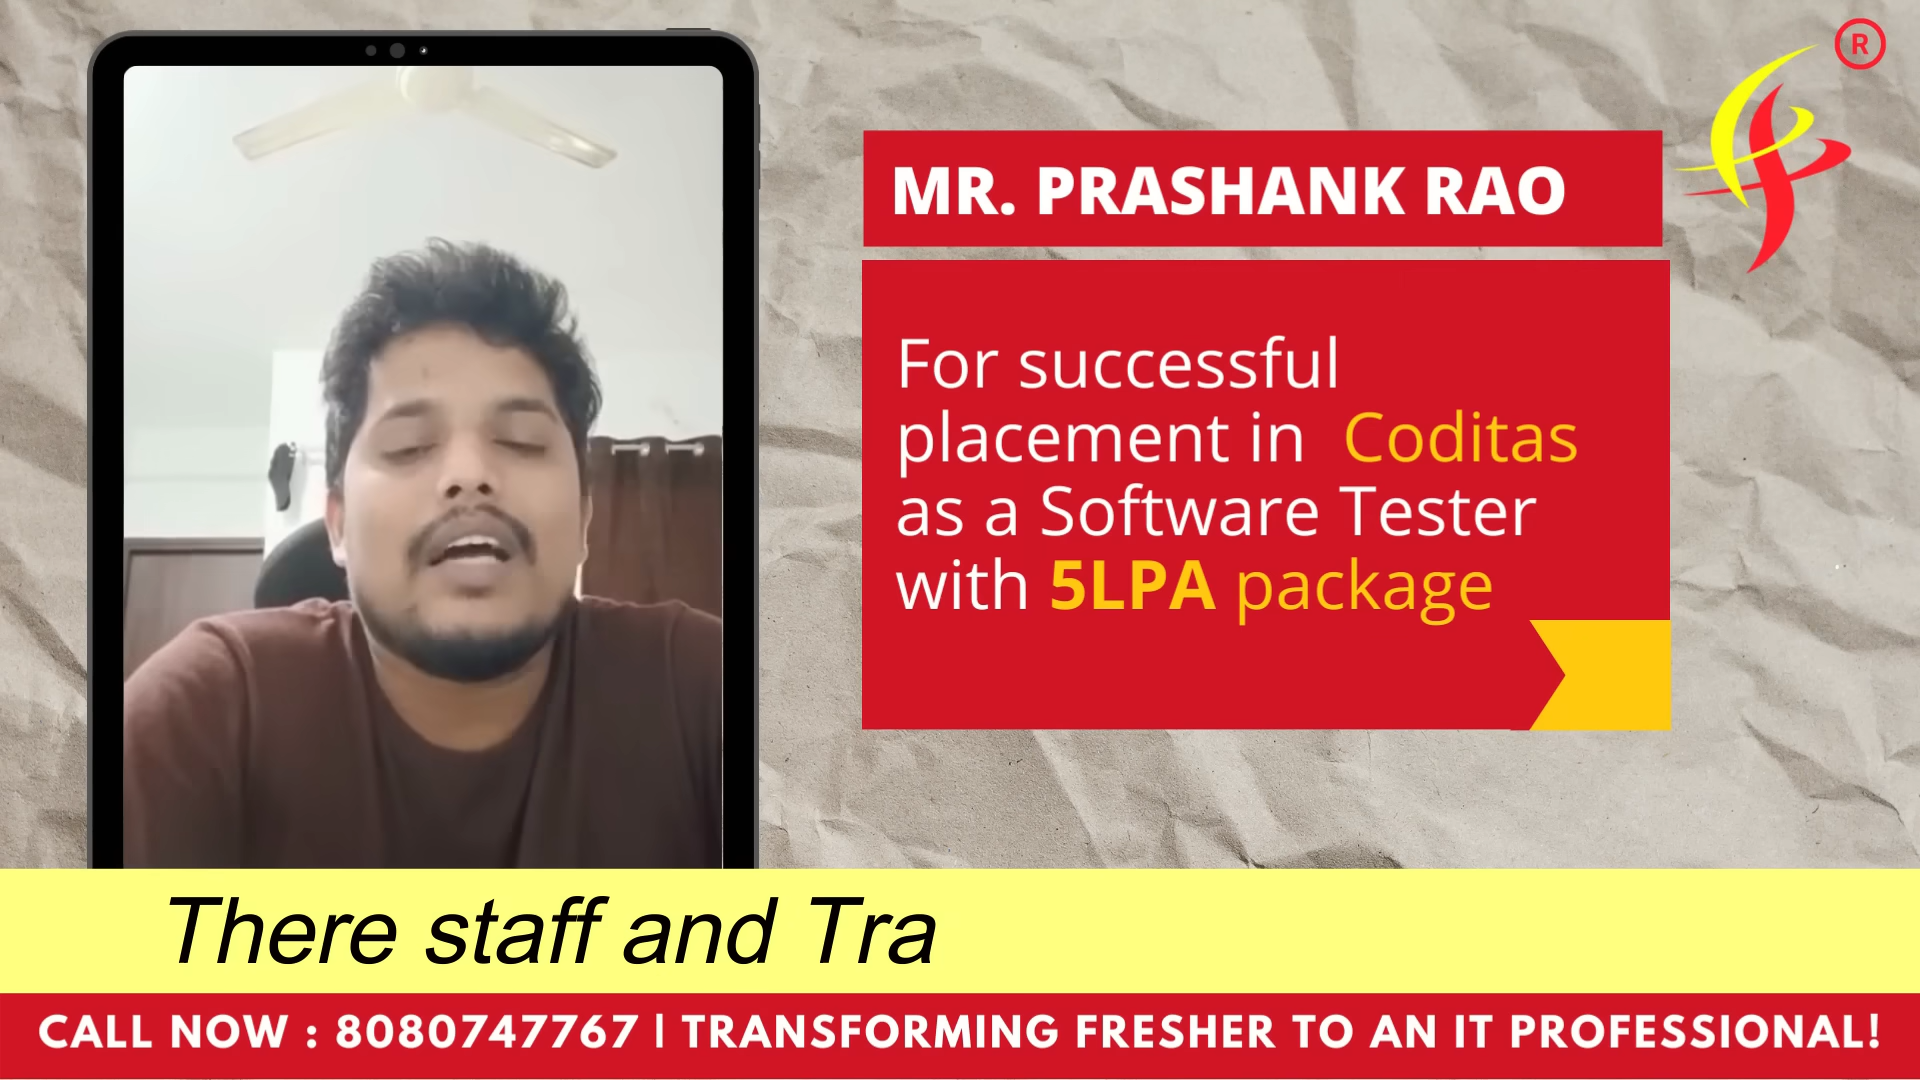 MR. PRASHANK RAO
®
For successful
placement in Coditas
as a Software Tester
with 5LPA package
There staff and Tra
CALL NOW : 8080747767 | TRANSFORMING FRESHER TO AN IT PROFESSIONAL!